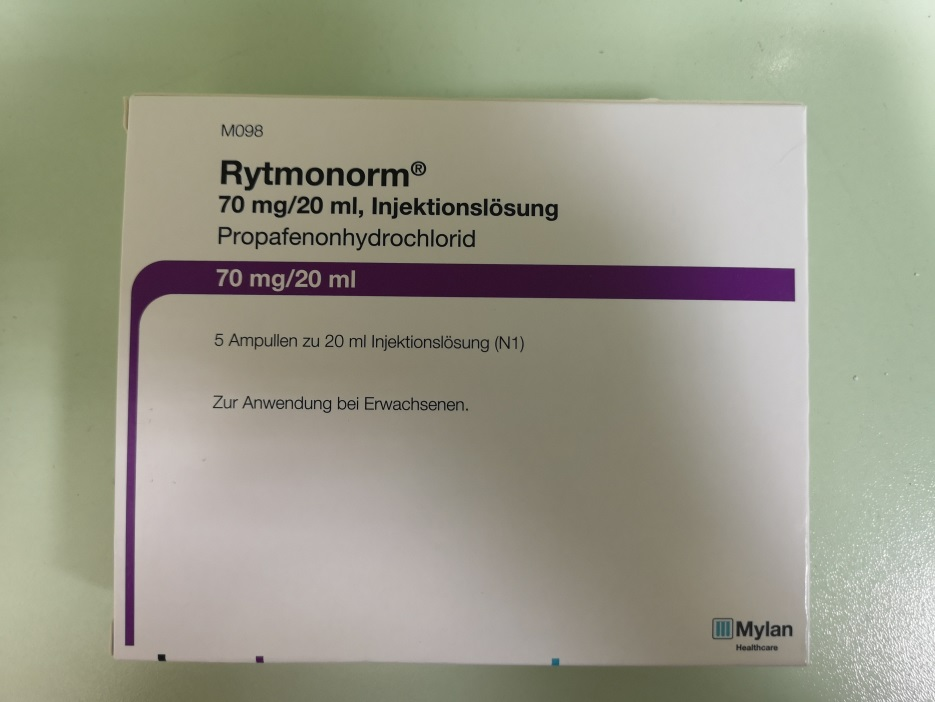 M098
Rytmonorm®
70 mg/20 ml, Injektionslösung
Propafenonhydrochlorid
70 mg/20 ml
5 Ampullen zu 20 ml Injektionslösung (N1)
Zur Anwendung bei Erwachsenen.
Mylan
Healthcare